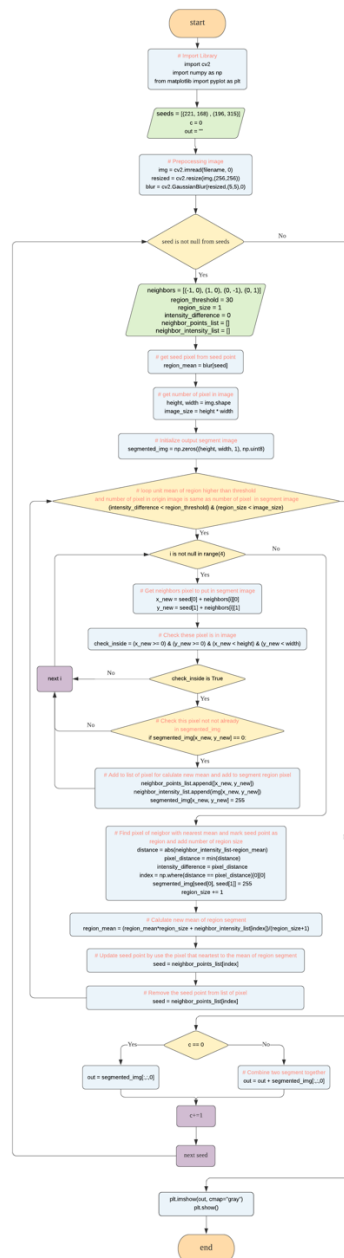 start
# Import Library
import cv2
import numpy as np
from matplotlib import pyplot as plt
seeds = [(221, 168) , (196, 315)]
c = 0
out = ""
# Preprocessing image
img = cv2.imread(filename, 0)
resized = cv2.resize(img,(256,256))
blur = cv2.GaussianBlur(resized,(5,5),0)
seed is not null from seeds
No
Yes
neighbors = [(-1, 0), (1, 0), (0, -1), (0, 1)]
region_threshold = 30
region_size = 1
intensity_difference = 0
neighbor_points_list = []
neighbor_intensity_list = []
# get seed pixel from seed point
region_mean = blur[seed]
# get number of pixel in image
height, width = img.shape
image_size = height * width
# Initialize output segment image
segmented_img = np.zeros((height, width, 1), np.uint8)
# loop until mean of region higher than threshold
and number of pixel in origin image is same as number of pixel in segment image
(intensity_difference < region_threshold) & (region_size < image_size)
i is not null in range(4)
No
Yes
# Get neighbors pixel to put in segment image
x_new = seed[0] + neighbors[i][0]
y_new = seed[1] + neighbors[i][1]
# Check these pixel is in image
check_inside = (x_new >= 0) & (y_new >= 0) & (x_new < height) & (y_new < width)
next i
No
check_inside is True
Yes
No
# Check this pixel not not already
in segmented_img
if segmented_img[x_new, y_new] == 0:
Yes
# Add to list of pixel for calulate new mean and add to segment region pixel
neighbor_points_list.append([x_new, y_new])
neighbor_intensity_list.append(img[x_new, y_new])
segmented_img[x_new, y_new] = 255
# Find pixel of neigbor with nearest mean and mark seed point as
region and add number of region size
distance = abs(neighbor_intensity_list-region_mean)
pixel_distance = min(distance)
intensity_difference = pixel_distance
index = np.where(distance == pixel_distance)[0][0]
segmented_img[seed[0], seed[1]] = 255
region_size += 1
# Calulate new mean of region segment
region_mean = (region_mean*region_size + neighbor_intensity_list[index])/(region_size+1)
# Update seed point by use the pixel that nearest to the mean of region segment
seed = neighbor_points_list[index]
# Remove the seed point from list of pixel
seed = neighbor_points_list[index]
Yes
c == 0
No
out = segmented_img[:,:,0]
# Combine two segment together
out = out + segmented_img[:,:,0]
c+=1
next seed
plt.imshow(out, cmap="gray")
plt.show()
end